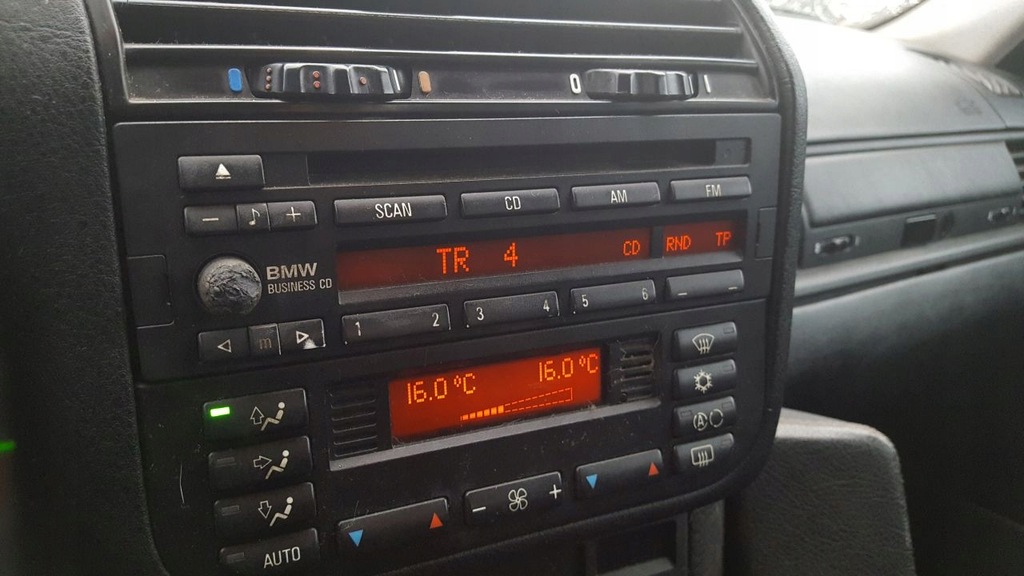 0 I
SCAN CD AM FM
− +
TR 4 CD RND TP
BMW
BUSINESS CD
1 2 3 4 5 6
m
16.0°C 16.0°C
A
− +
AUTO